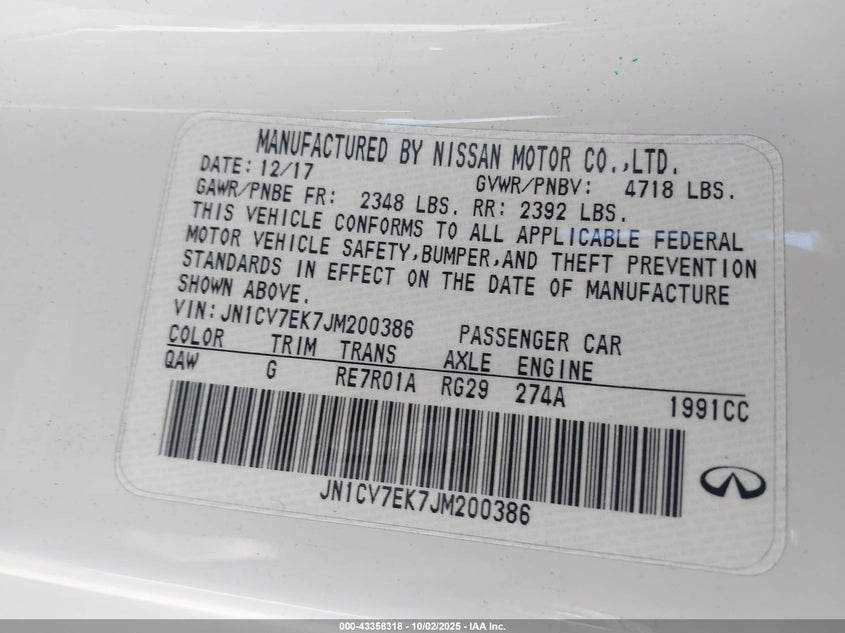 MANUFACTURED BY NISSAN MOTOR CO.,LTD.
DATE: 12/17 GVWR/PNBV: 4718 LBS.
GAWR/PNBE FR: 2348 LBS. RR: 2392 LBS.
THIS VEHICLE CONFORMS TO ALL APPLICABLE FEDERAL
MOTOR VEHICLE SAFETY,BUMPER,AND THEFT PREVENTION
STANDARDS IN EFFECT ON THE DATE OF MANUFACTURE
SHOWN ABOVE.
VIN: JN1CV7EK7JM200386 PASSENGER CAR
COLOR TRIM TRANS AXLE ENGINE
QAW G RE7R01A RG29 274A 1991CC
JN1CV7EK7JM200386
000-43358318 - 10/02/2025 - IAA Inc.